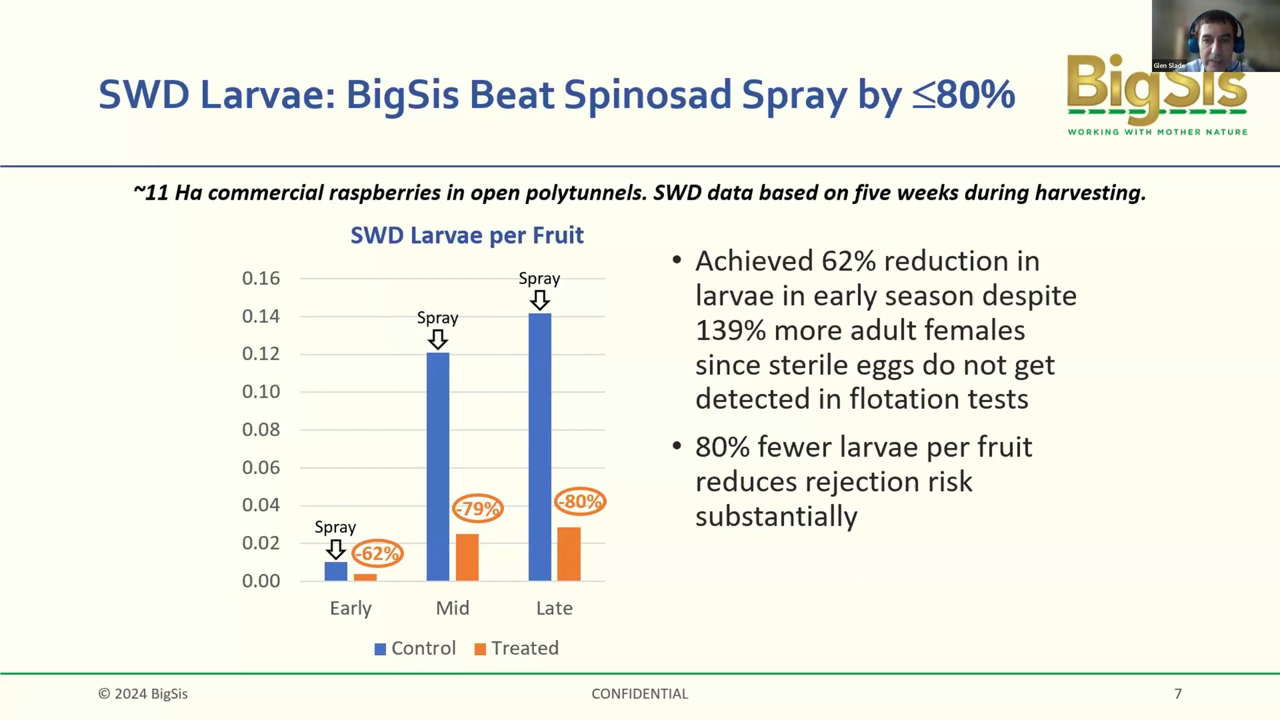 Glen Slade
SWD Larvae: BigSis Beat Spinosad Spray by ≤80%
BigSis
WORKING WITH MOTHER NATURE
~11 Ha commercial raspberries in open polytunnels. SWD data based on five weeks during harvesting.
SWD Larvae per Fruit
0.16
0.14
0.12
0.10
0.08
0.06
0.04
0.02
0.00
Spray
Spray
Spray
-62%
-79%
-80%
Early Mid Late
Control Treated
• Achieved 62% reduction in
larvae in early season despite
139% more adult females
since sterile eggs do not get
detected in flotation tests
• 80% fewer larvae per fruit
reduces rejection risk
substantially
© 2024 BigSis CONFIDENTIAL 7